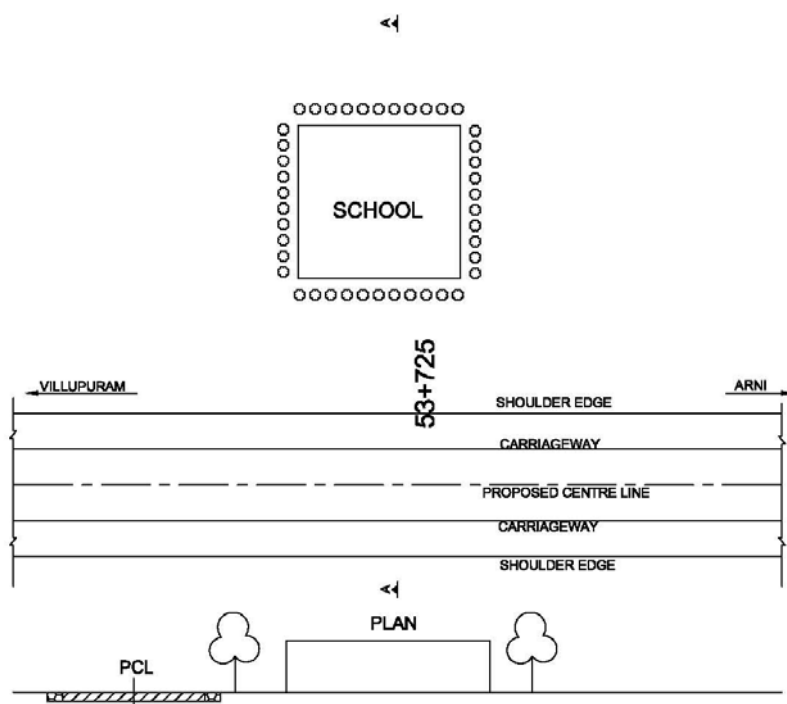 A
SCHOOL
53+725
VILLUPURAM
ARNI
SHOULDER EDGE
CARRIAGEWAY
PROPOSED CENTRE LINE
CARRIAGEWAY
SHOULDER EDGE
A
PLAN
PCL